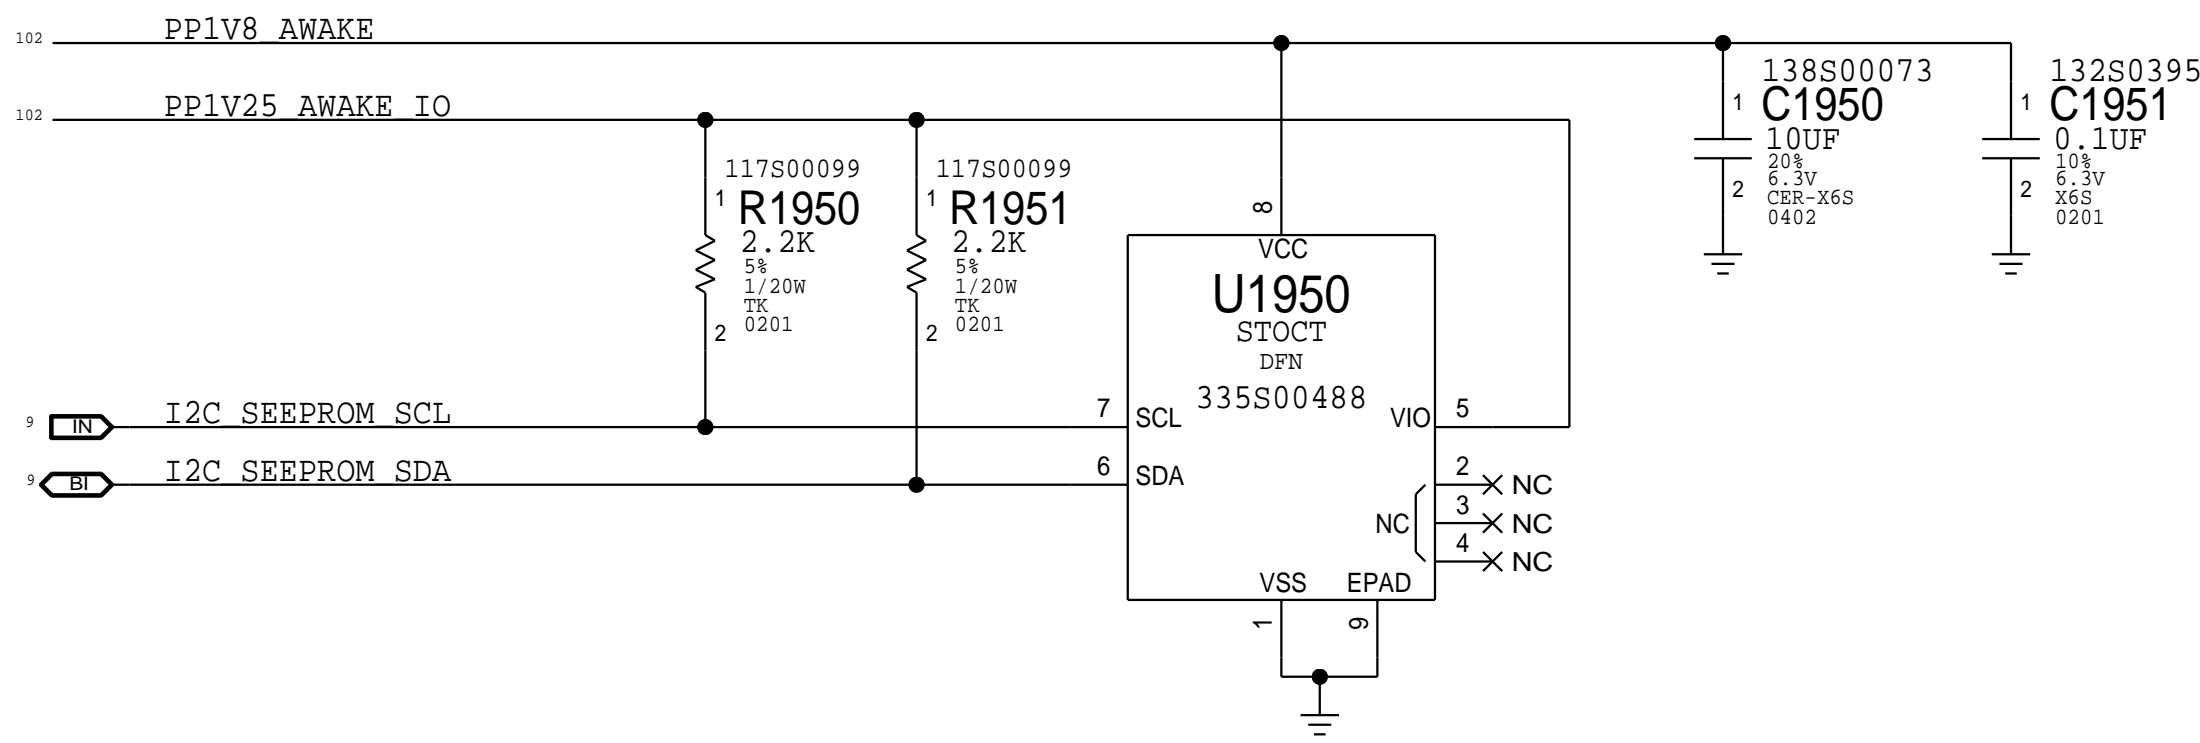 102 PP1V8_AWAKE
102 PP1V25_AWAKE_IO
138S00073
1 C1950
10UF
20%
6.3V
2 CER-X6S
0402
132S0395
1 C1951
0.1UF
10%
6.3V
2 X6S
0201
117S00099
1 R1950
2.2K
5%
1/20W
TK
2 0201
117S00099
1 R1951
2.2K
5%
1/20W
TK
2 0201
8
VCC
U1950
STOCT
DFN
335S00488
9 IN I2C_SEEPROM_SCL 7 SCL
VIO 5
9 BI I2C_SEEPROM_SDA 6 SDA
2 NC
NC 3 NC
4 NC
VSS EPAD
1 9